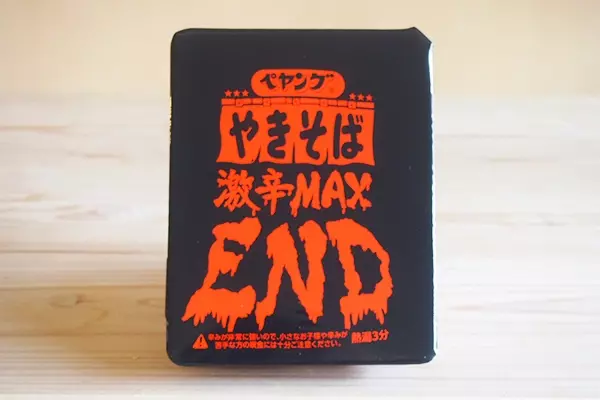 ペヤング®
やきそば
激辛MAX
END
辛みが非常に強いので、小さなお子様や辛みが
苦手な方の喫食には十分ご注意ください。
熱湯3分